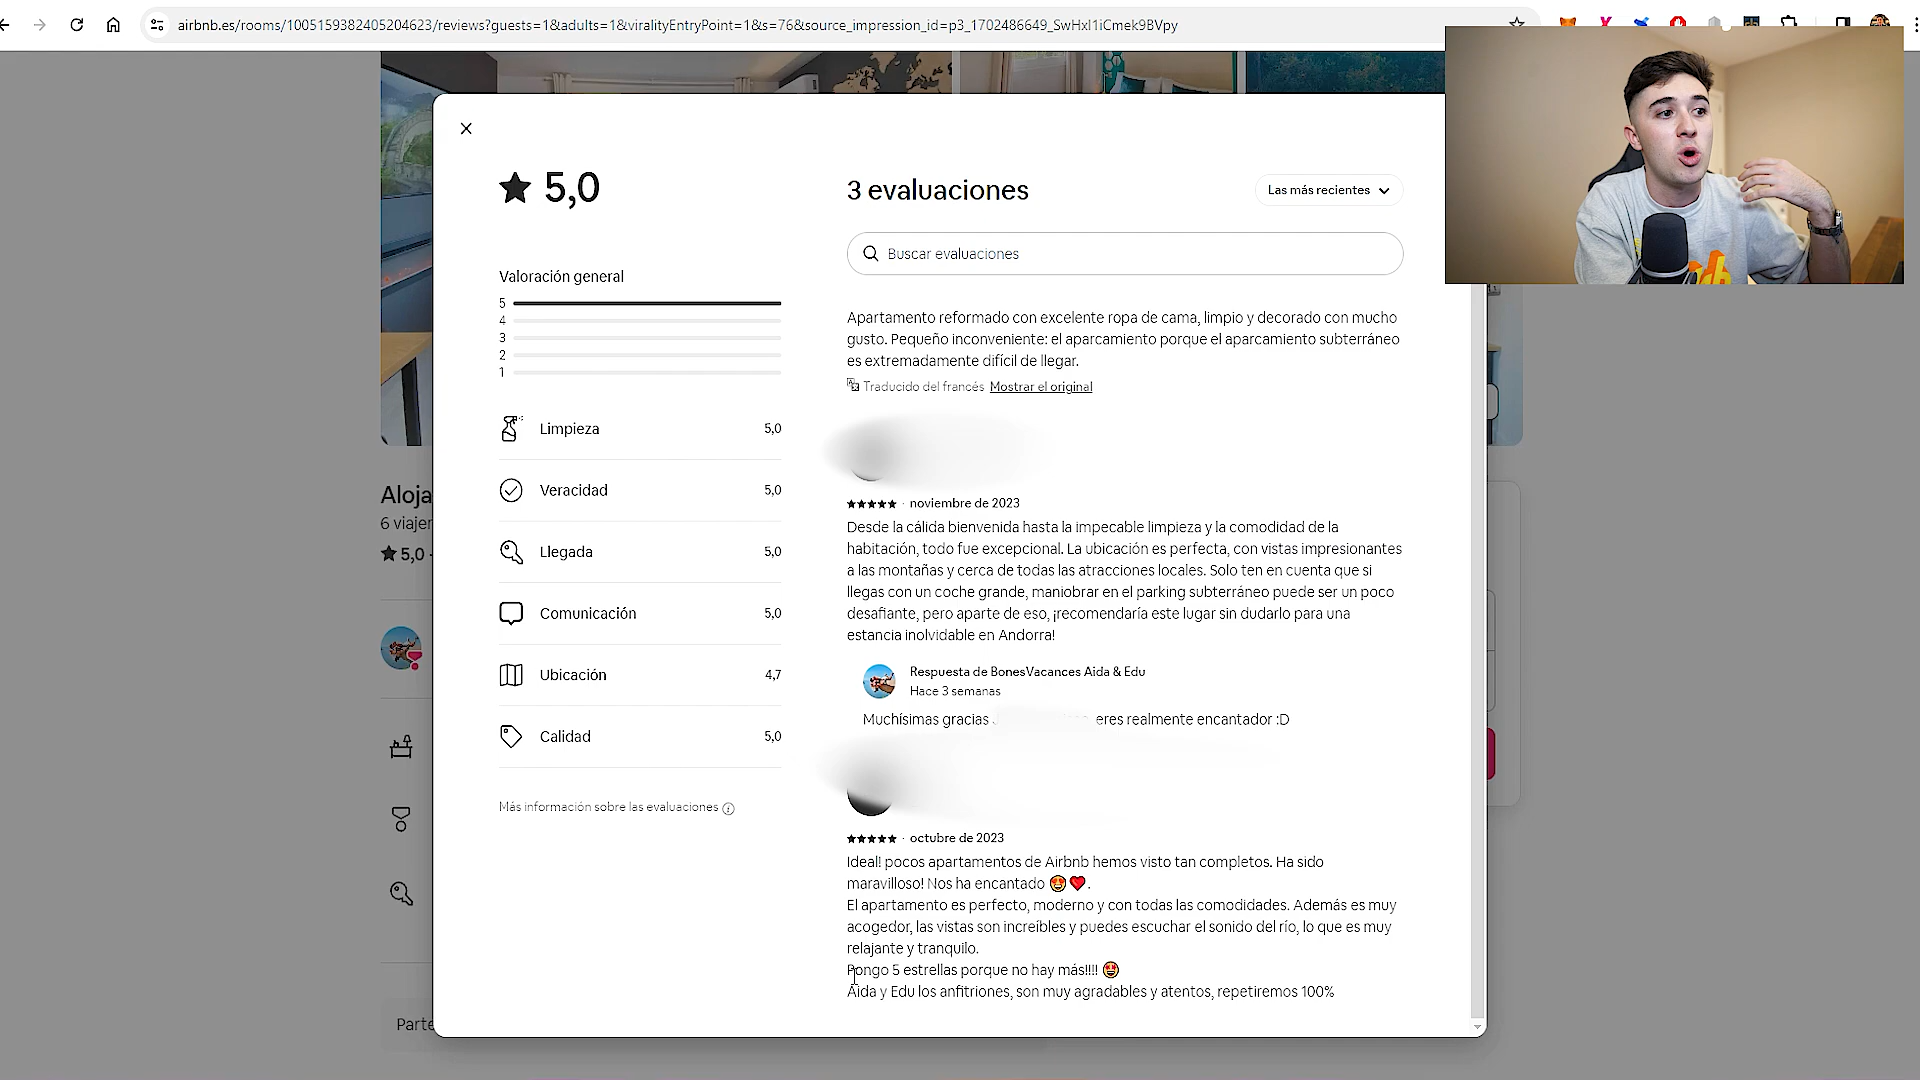 airbnb.es/rooms/1005159382405204623/reviews?guests=1&adults=1&viralityEntryPoint=1&s=76&source_impression_id=p3_1702486649_SwHxI1iCmek9BVpy
5,0
3 evaluaciones
Las más recientes
Buscar evaluaciones
Valoración general
5
4
3
2
1
Limpieza 5,0
Veracidad 5,0
Llegada 5,0
Comunicación 5,0
Ubicación 4,7
Calidad 5,0
Más información sobre las evaluaciones
Apartamento reformado con excelente ropa de cama, limpio y decorado con mucho
gusto. Pequeño inconveniente: el aparcamiento porque el aparcamiento subterráneo
es extremadamente difícil de llegar.
Traducido del francés Mostrar el original
★★★★★ · noviembre de 2023
Desde la cálida bienvenida hasta la impecable limpieza y la comodidad de la
habitación, todo fue excepcional. La ubicación es perfecta, con vistas impresionantes
a las montañas y cerca de todas las atracciones locales. Solo ten en cuenta que si
llegas con un coche grande, maniobrar en el parking subterráneo puede ser un poco
desafiante, pero aparte de eso, ¡recomendaría este lugar sin dudarlo para una
estancia inolvidable en Andorra!
Respuesta de BonesVacances Aida & Edu
Hace 3 semanas
Muchísimas gracias eres realmente encantador :D
★★★★★ · octubre de 2023
Ideal! pocos apartamentos de Airbnb hemos visto tan completos. Ha sido
maravilloso! Nos ha encantado 😍❤️.
El apartamento es perfecto, moderno y con todas las comodidades. Además es muy
acogedor, las vistas son increíbles y puedes escuchar el sonido del río, lo que es muy
relajante y tranquilo.
Pongo 5 estrellas porque no hay más!!!! 🤩
Aida y Edu los anfitriones, son muy agradables y atentos, repetiremos 100%
Aloja
6 viajer
5,0 ·
Parte